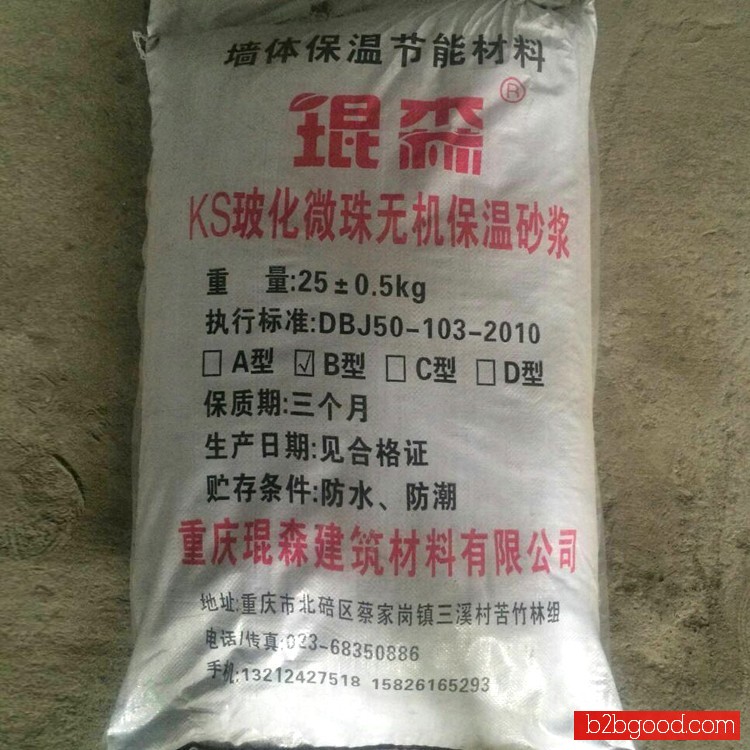 墙体保温节能材料
琨森®
KS玻化微珠无机保温砂浆
重 量:25±0.5kg
执行标准:DBJ50-103-2010
□A型 ☑B型 □C型 □D型
保质期:三个月
生产日期:见合格证
贮存条件:防水、防潮
重庆琨森建筑材料有限公司
地址:重庆市北碚区蔡家岗镇三溪村苦竹林组
电话/传真:023-68350886
手机:13212427518 15826165293
b2bgood.com